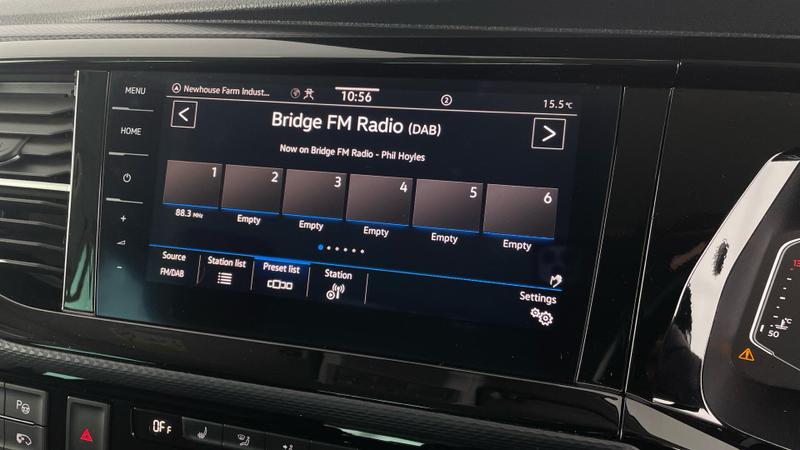 MENU
HOME
+
-
Newhouse Farm Indust...
10:56
2
15.5°C
<
Bridge FM Radio (DAB)
>
Now on Bridge FM Radio - Phil Hoyles
1
88.3 MHz
2
Empty
3
Empty
4
Empty
5
Empty
6
Empty
Source
FM/DAB
Station list
Preset list
Station
Settings
50
P
OFF